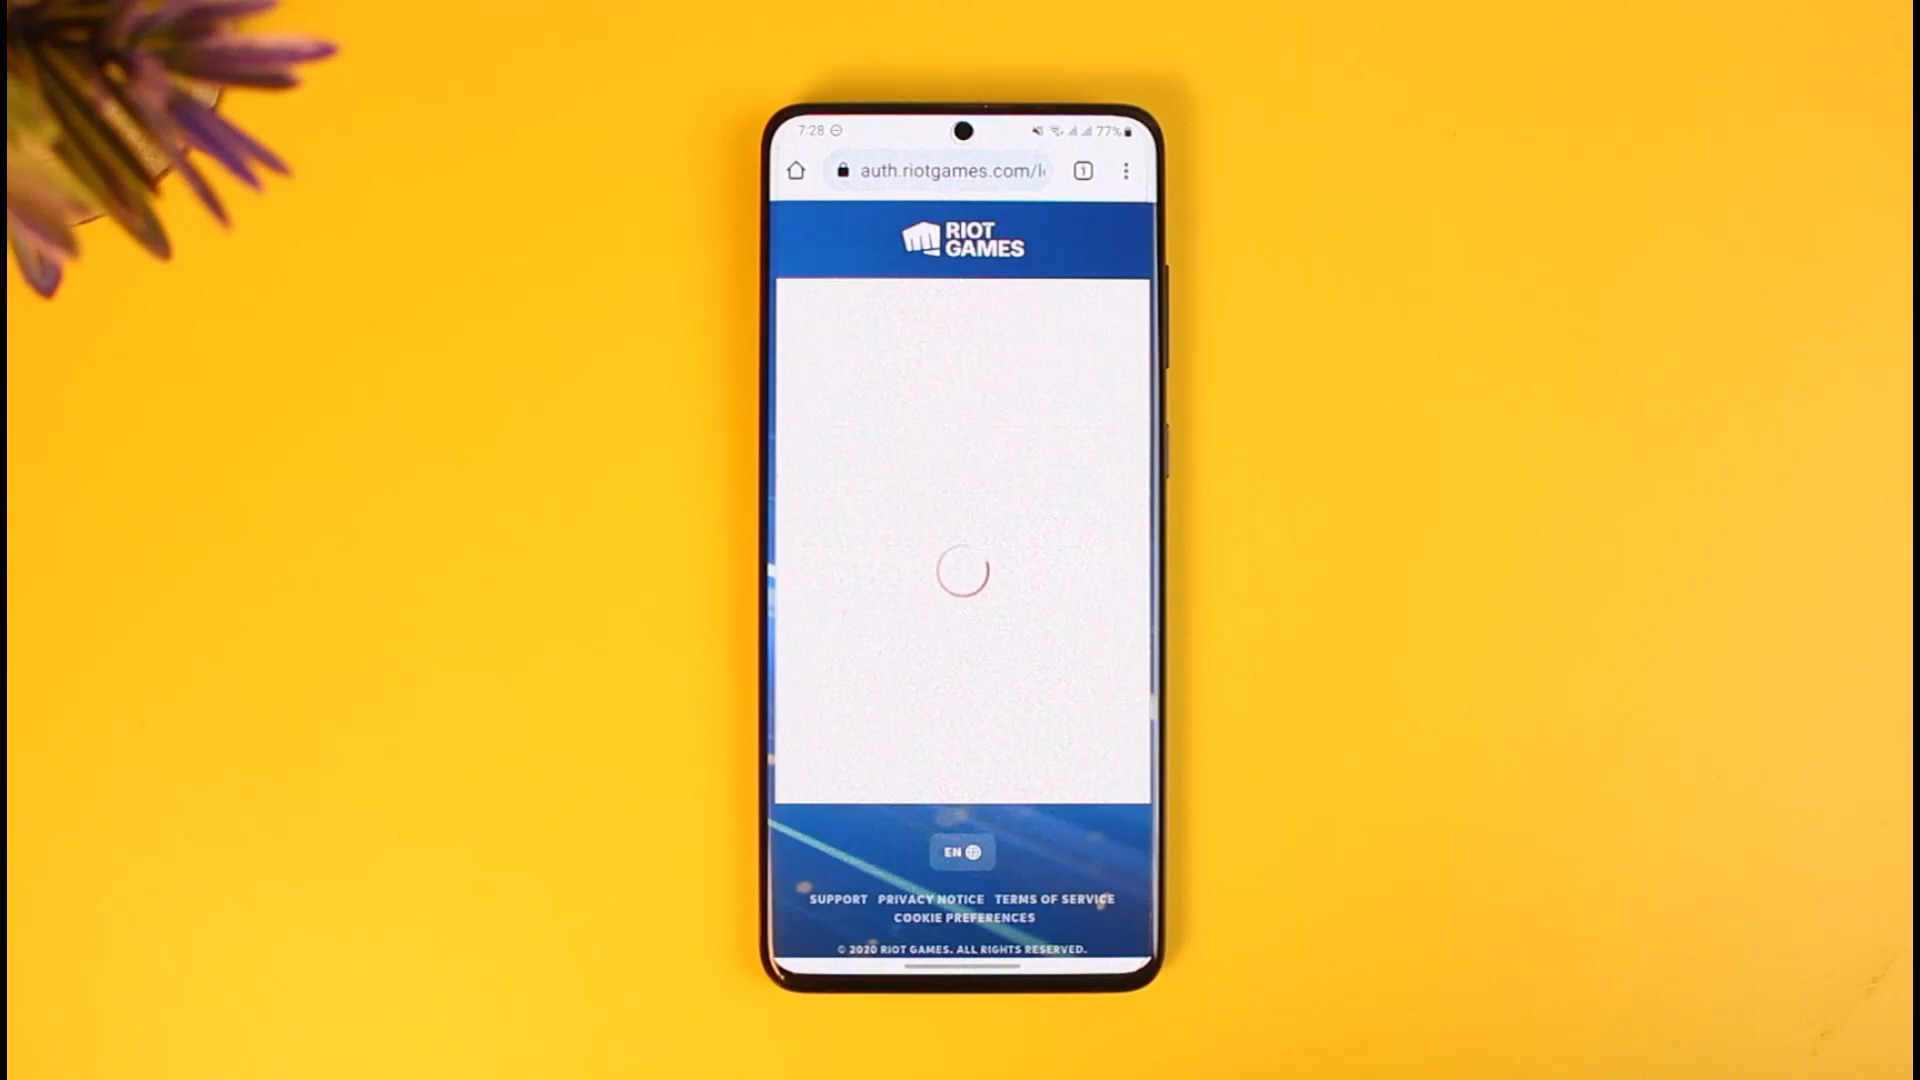 7:28
77%
auth.riotgames.com/l
1
RIOT
GAMES
EN
SUPPORT PRIVACY NOTICE TERMS OF SERVICE
COOKIE PREFERENCES
© 2020 RIOT GAMES. ALL RIGHTS RESERVED.